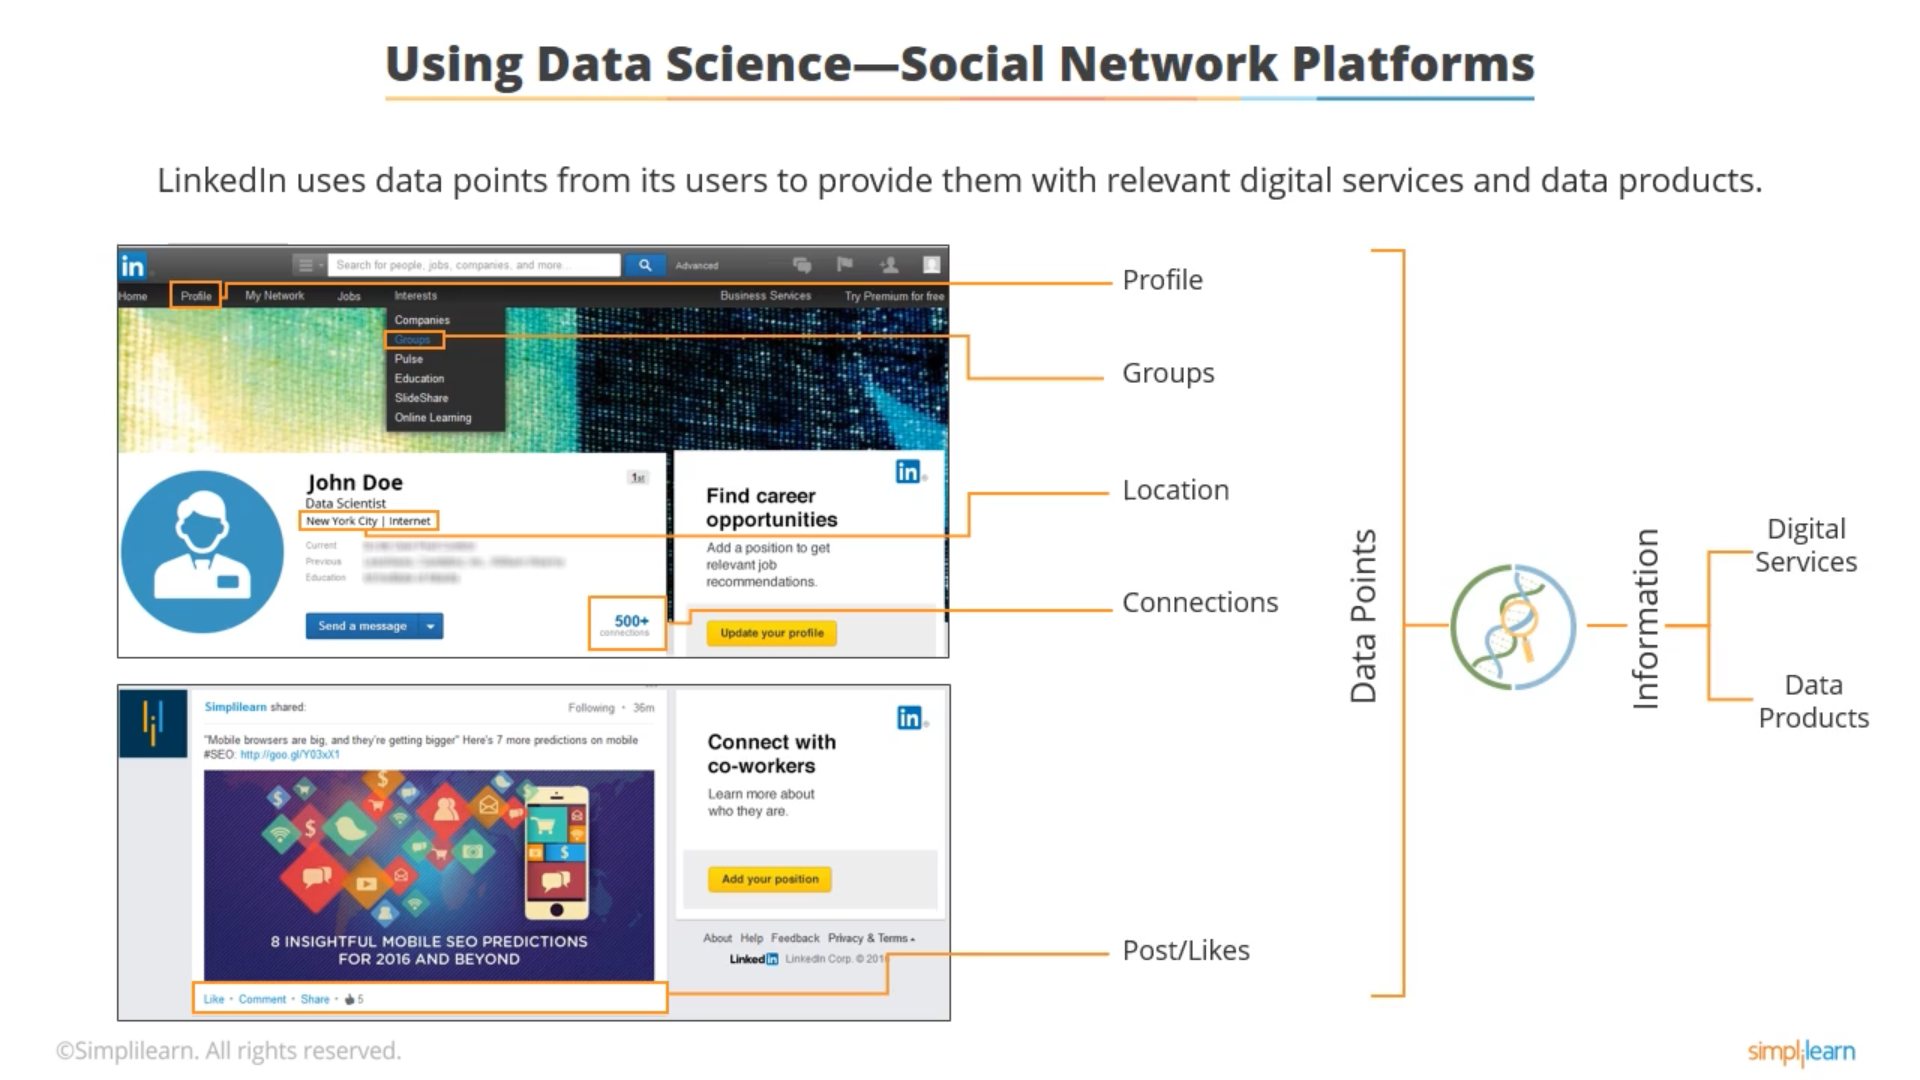 Using Data Science—Social Network Platforms
LinkedIn uses data points from its users to provide them with relevant digital services and data products.
in
Search for people, jobs, companies, and more...
Advanced
Home
Profile
My Network
Jobs
Interests
Business Services
Try Premium for free
Companies
Groups
Pulse
Education
SlideShare
Online Learning
John Doe
1st
Data Scientist
New York City | Internet
Current
Previous
Education
Send a message
500+
connections
in
Find career
opportunities
Add a position to get
relevant job
recommendations.
Update your profile
Simplilearn shared:
Following • 36m
"Mobile browsers are big, and they're getting bigger" Here's 7 more predictions on mobile
#SEO: http://goo.gl/Y03xX1
8 INSIGHTFUL MOBILE SEO PREDICTIONS
FOR 2016 AND BEYOND
Like • Comment • Share • 5
in
Connect with
co-workers
Learn more about
who they are.
Add your position
About Help Feedback Privacy & Terms
LinkedIn LinkedIn Corp. ©
Profile
Groups
Location
Connections
Post/Likes
Data Points
Information
Digital
Services
Data
Products
©Simplilearn. All rights reserved.
simplilearn